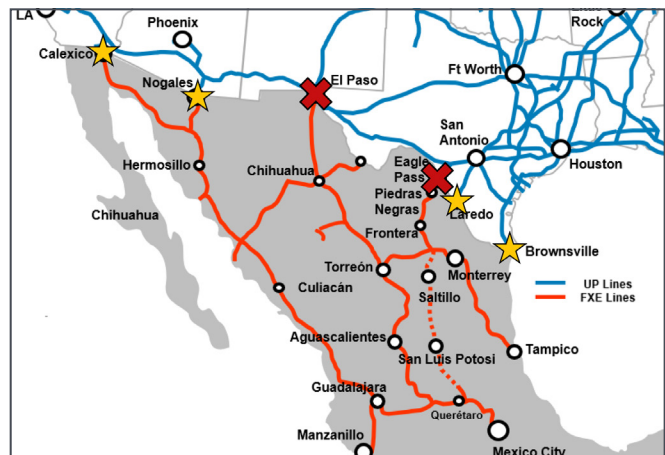 LA
Phoenix
Rock
Calexico
Nogales
El Paso
Ft Worth
San
Antonio
Houston
Eagle
Pass
Piedras
Negras
Laredo
Hermosillo
Chihuahua
Chihuahua
Frontera
Brownsville
Torreón
Monterrey
UP Lines
FXE Lines
Culiacán
Saltillo
Aguascalientes
San Luis Potosi
Tampico
Guadalajara
Querétaro
Manzanillo
Mexico City